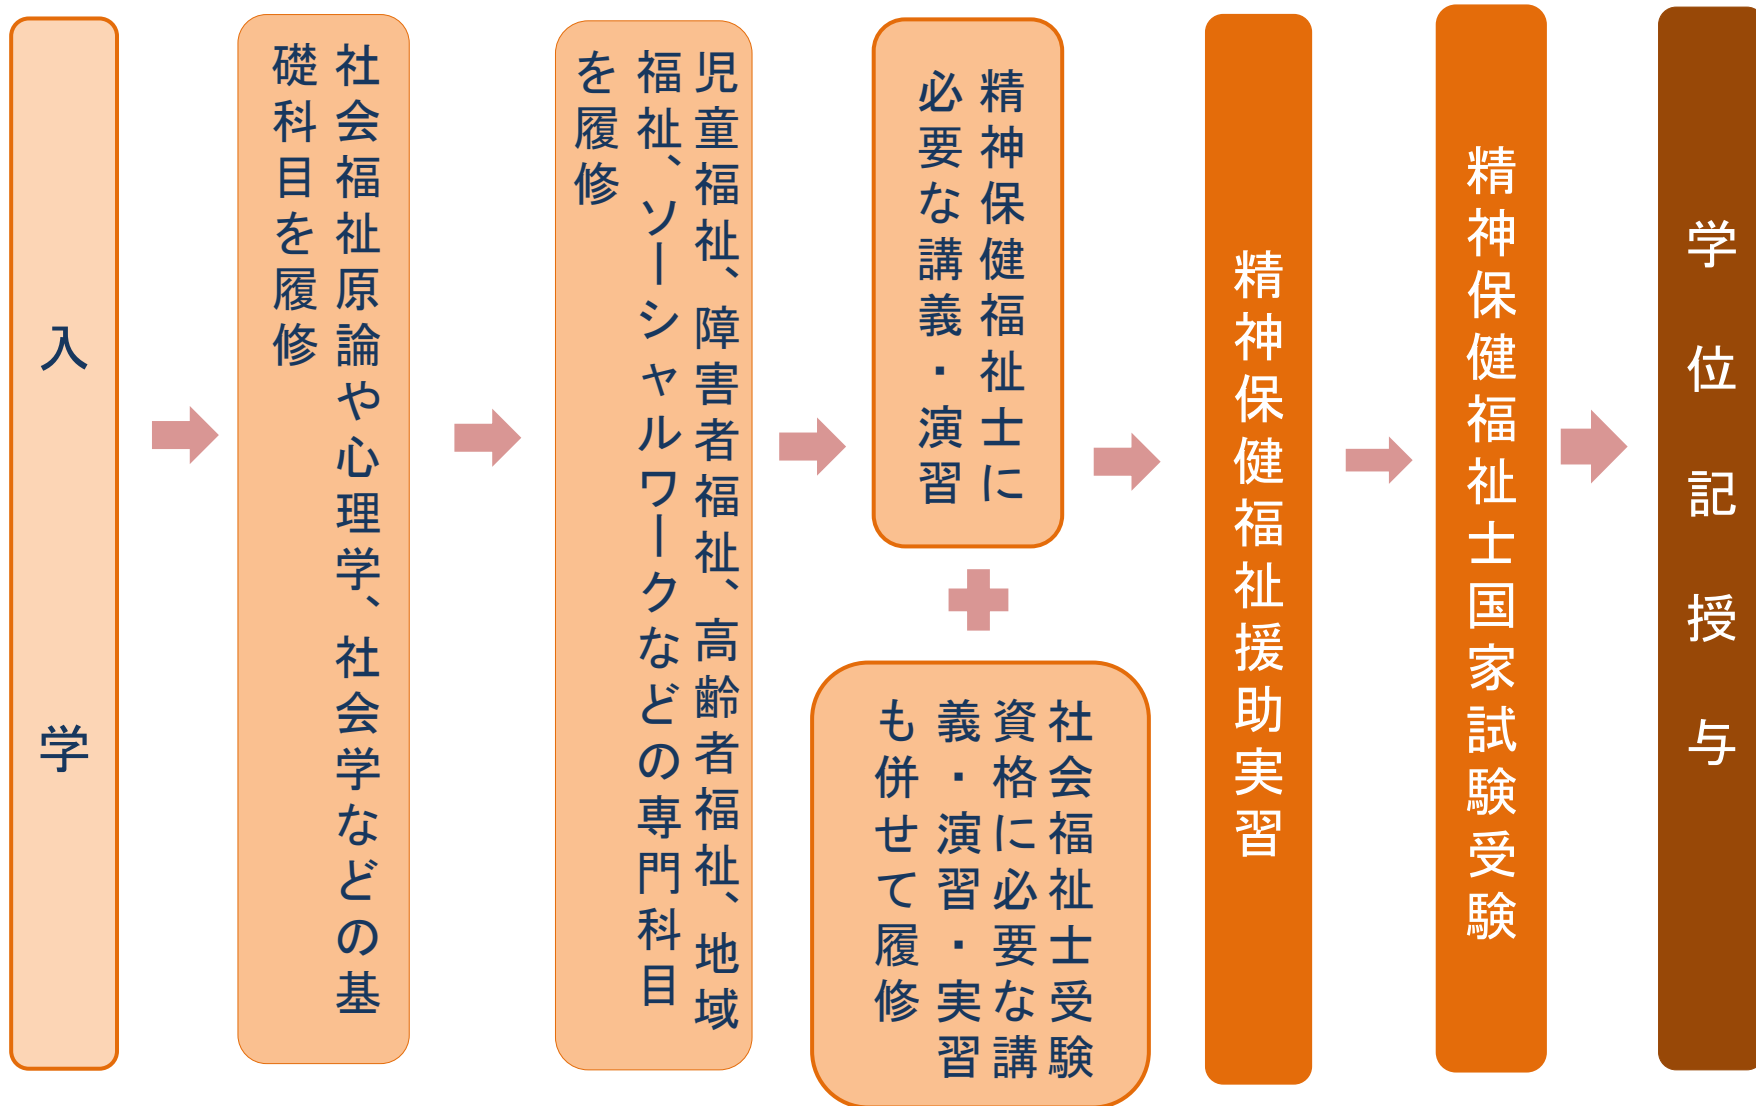 入学
社会福祉原論や心理学、社会学などの基
礎科目を履修
児童福祉、障害者福祉、高齢者福祉、地域
福祉、ソーシャルワークなどの専門科目
を履修
精神保健福祉士に
必要な講義・演習
社会福祉士受験
資格に必要な講
義・演習・実習
も併せて履修
精神保健福祉援助実習
精神保健福祉士国家試験受験
学位記授与